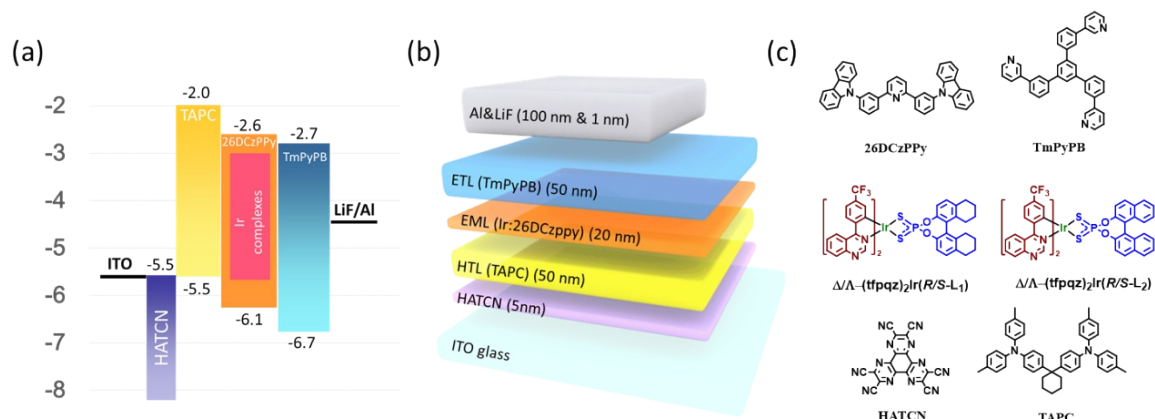 (a)
-2
-3
-4
-5
-6
-7
-8
-2.0
TAPC
-2.6
26DCzPPy
-2.7
TmPyPB
Ir
complexes
LiF/Al
ITO
-5.5
-5.5
-6.1
-6.7
HATCN
(b)
Al&LiF (100 nm & 1 nm)
ETL (TmPyPB) (50 nm)
EML (Ir:26DCzppy) (20 nm)
HTL (TAPC) (50 nm)
HATCN (5nm)
ITO glass
(c)
N
N
N
26DCzPPy
N
N
N
TmPyPB
CF3
N
N
2
Ir
S
S
P
O
O
Δ/Λ–(tfpqz)2Ir(R/S-L1)
CF3
N
N
2
Ir
S
S
P
O
O
Δ/Λ–(tfpqz)2Ir(R/S-L2)
NC CN
N N
NC N N CN
N N
NC CN
HATCN
N N
TAPC